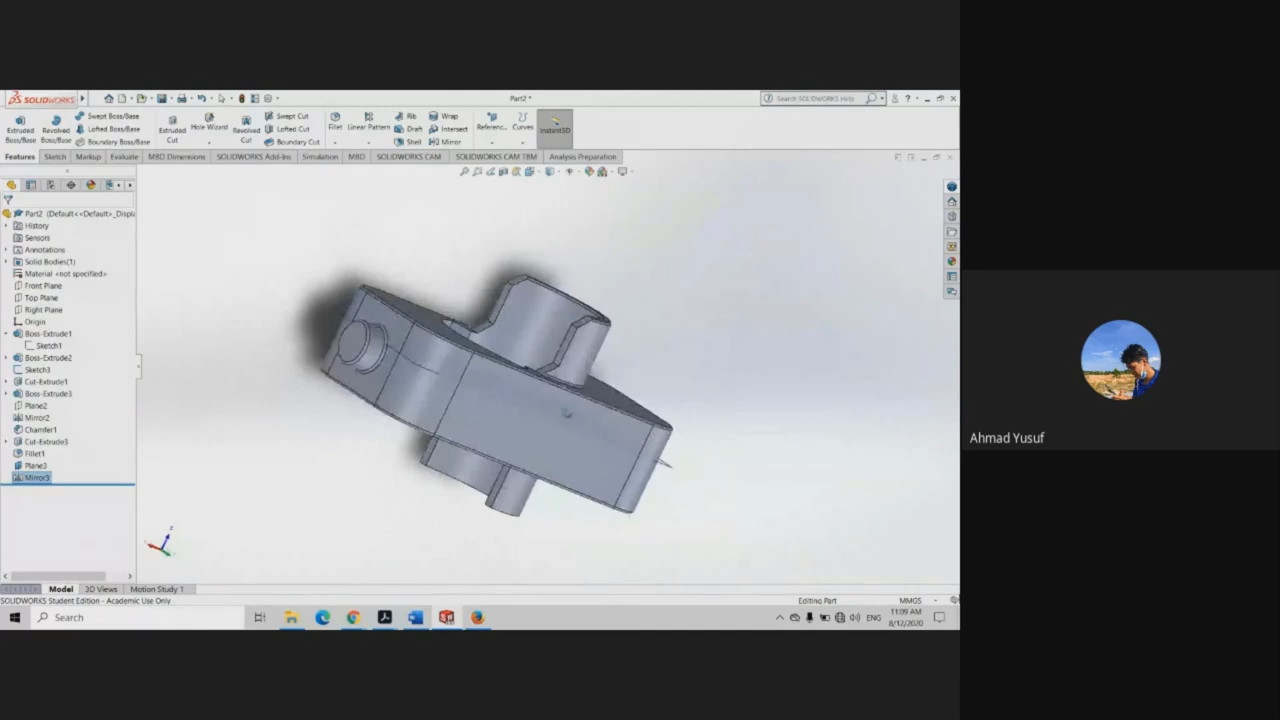 SOLIDWORKS
Part2 *
Search SOLIDWORKS Help
Extruded Boss/Base
Revolved Boss/Base
Swept Boss/Base
Lofted Boss/Base
Boundary Boss/Base
Extruded Cut
Hole Wizard
Revolved Cut
Swept Cut
Lofted Cut
Boundary Cut
Fillet
Linear Pattern
Rib
Draft
Shell
Wrap
Intersect
Mirror
Referenc...
Curves
Instant3D
Features Sketch Markup Evaluate MBD Dimensions SOLIDWORKS Add-Ins Simulation MBD SOLIDWORKS CAM SOLIDWORKS CAM TBM Analysis Preparation
Part2 (Default<<Default>_Displa
History
Sensors
Annotations
Solid Bodies(1)
Material <not specified>
Front Plane
Top Plane
Right Plane
Origin
Boss-Extrude1
Sketch1
Boss-Extrude2
Sketch3
Cut-Extrude1
Boss-Extrude3
Plane2
Mirror2
Chamfer1
Cut-Extrude3
Fillet1
Plane3
Mirror3
Ahmad Yusuf
Model 3D Views Motion Study 1
SOLIDWORKS Student Edition - Academic Use Only
Editing Part
MMGS
Search
ENG
11:09 AM
8/12/2020